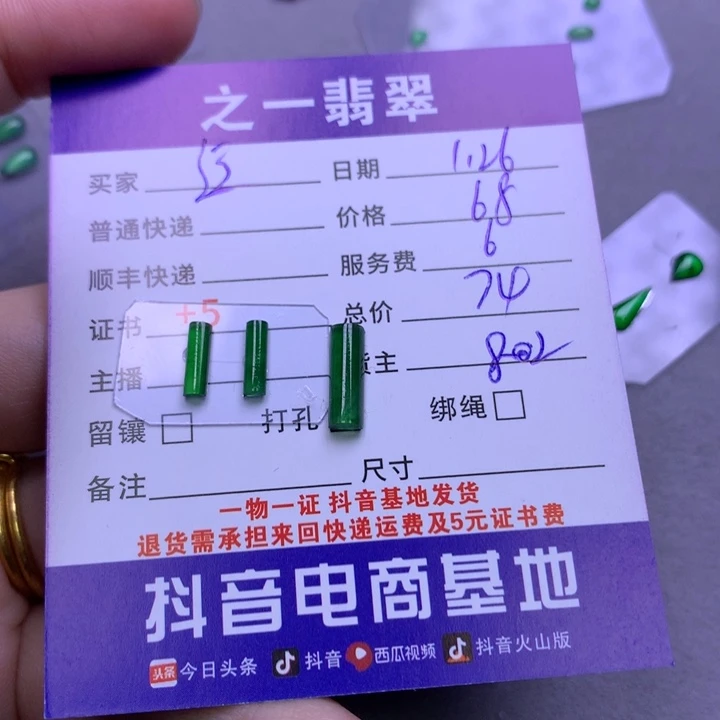 之一翡翠
买家 日期 1.26
普通快递 价格 68
顺丰快递 服务费 6
证书 +5 总价 74
主播 货主 802
留镶 打孔 绑绳
备注 尺寸
一物一证 抖音基地发货
退货需承担来回快递运费及5元证书费
抖音电商基地
头条 今日头条 抖音 西瓜视频 抖音火山版